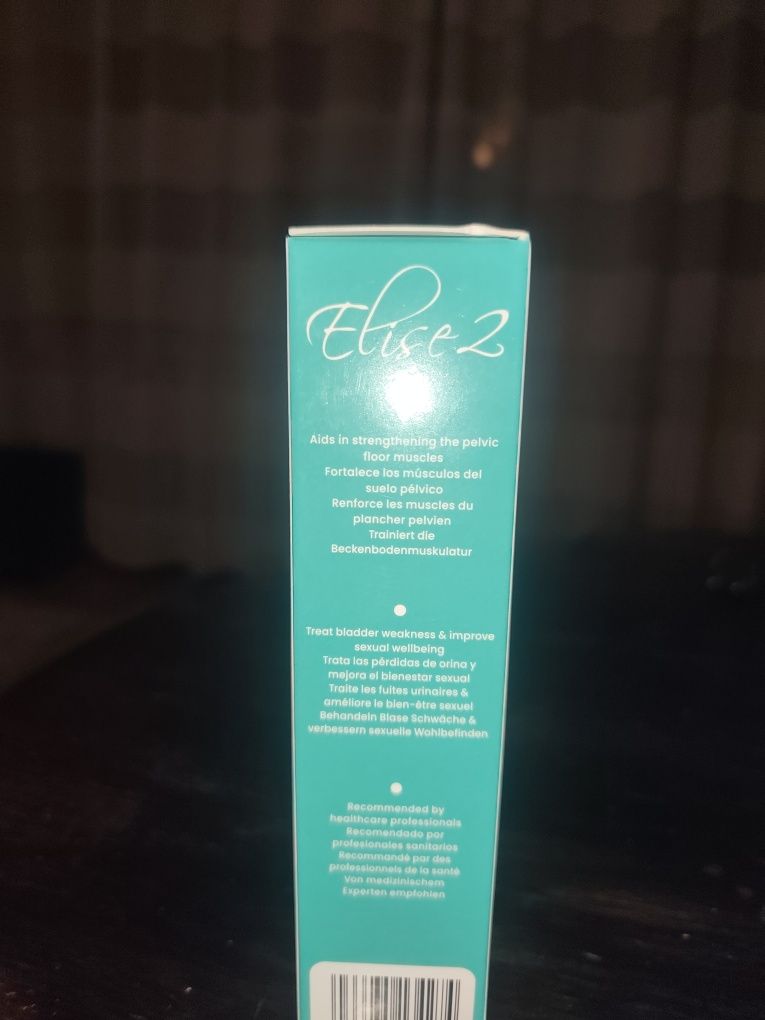 Elise 2
Aids in strengthening the pelvic
floor muscles
Fortalece los músculos del
suelo pélvico
Renforce les muscles du
plancher pelvien
Trainiert die
Beckenbodenmuskulatur
Treat bladder weakness & improve
sexual wellbeing
Trata las pérdidas de orina y
mejora el bienestar sexual
Traite les fuites urinaires &
améliore le bien-être sexuel
Behandeln Blase Schwäche &
verbessern sexuelle Wohlbefinden
Recommended by
healthcare professionals
Recomendado por
profesionales sanitarios
Recommandé par des
professionnels de la santé
Von medizinischem
Experten empfohlen